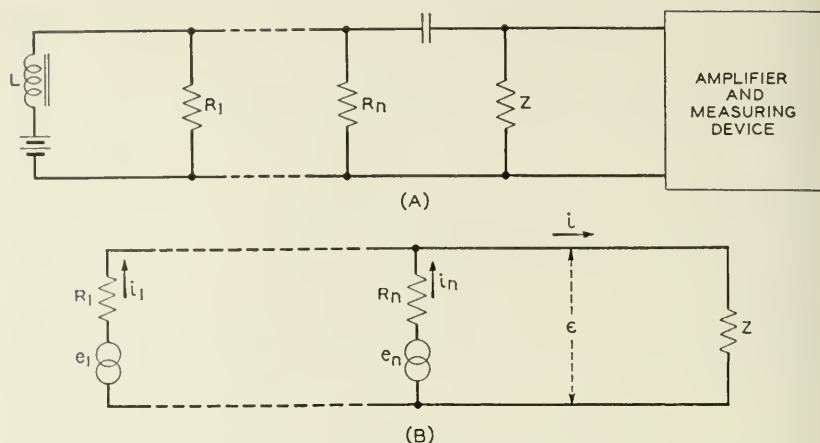 L
R1
Rn
Z
AMPLIFIER
AND
MEASURING
DEVICE
(A)
i
R1
i1
Rn
in
e1
en
ϵ
Z
(B)